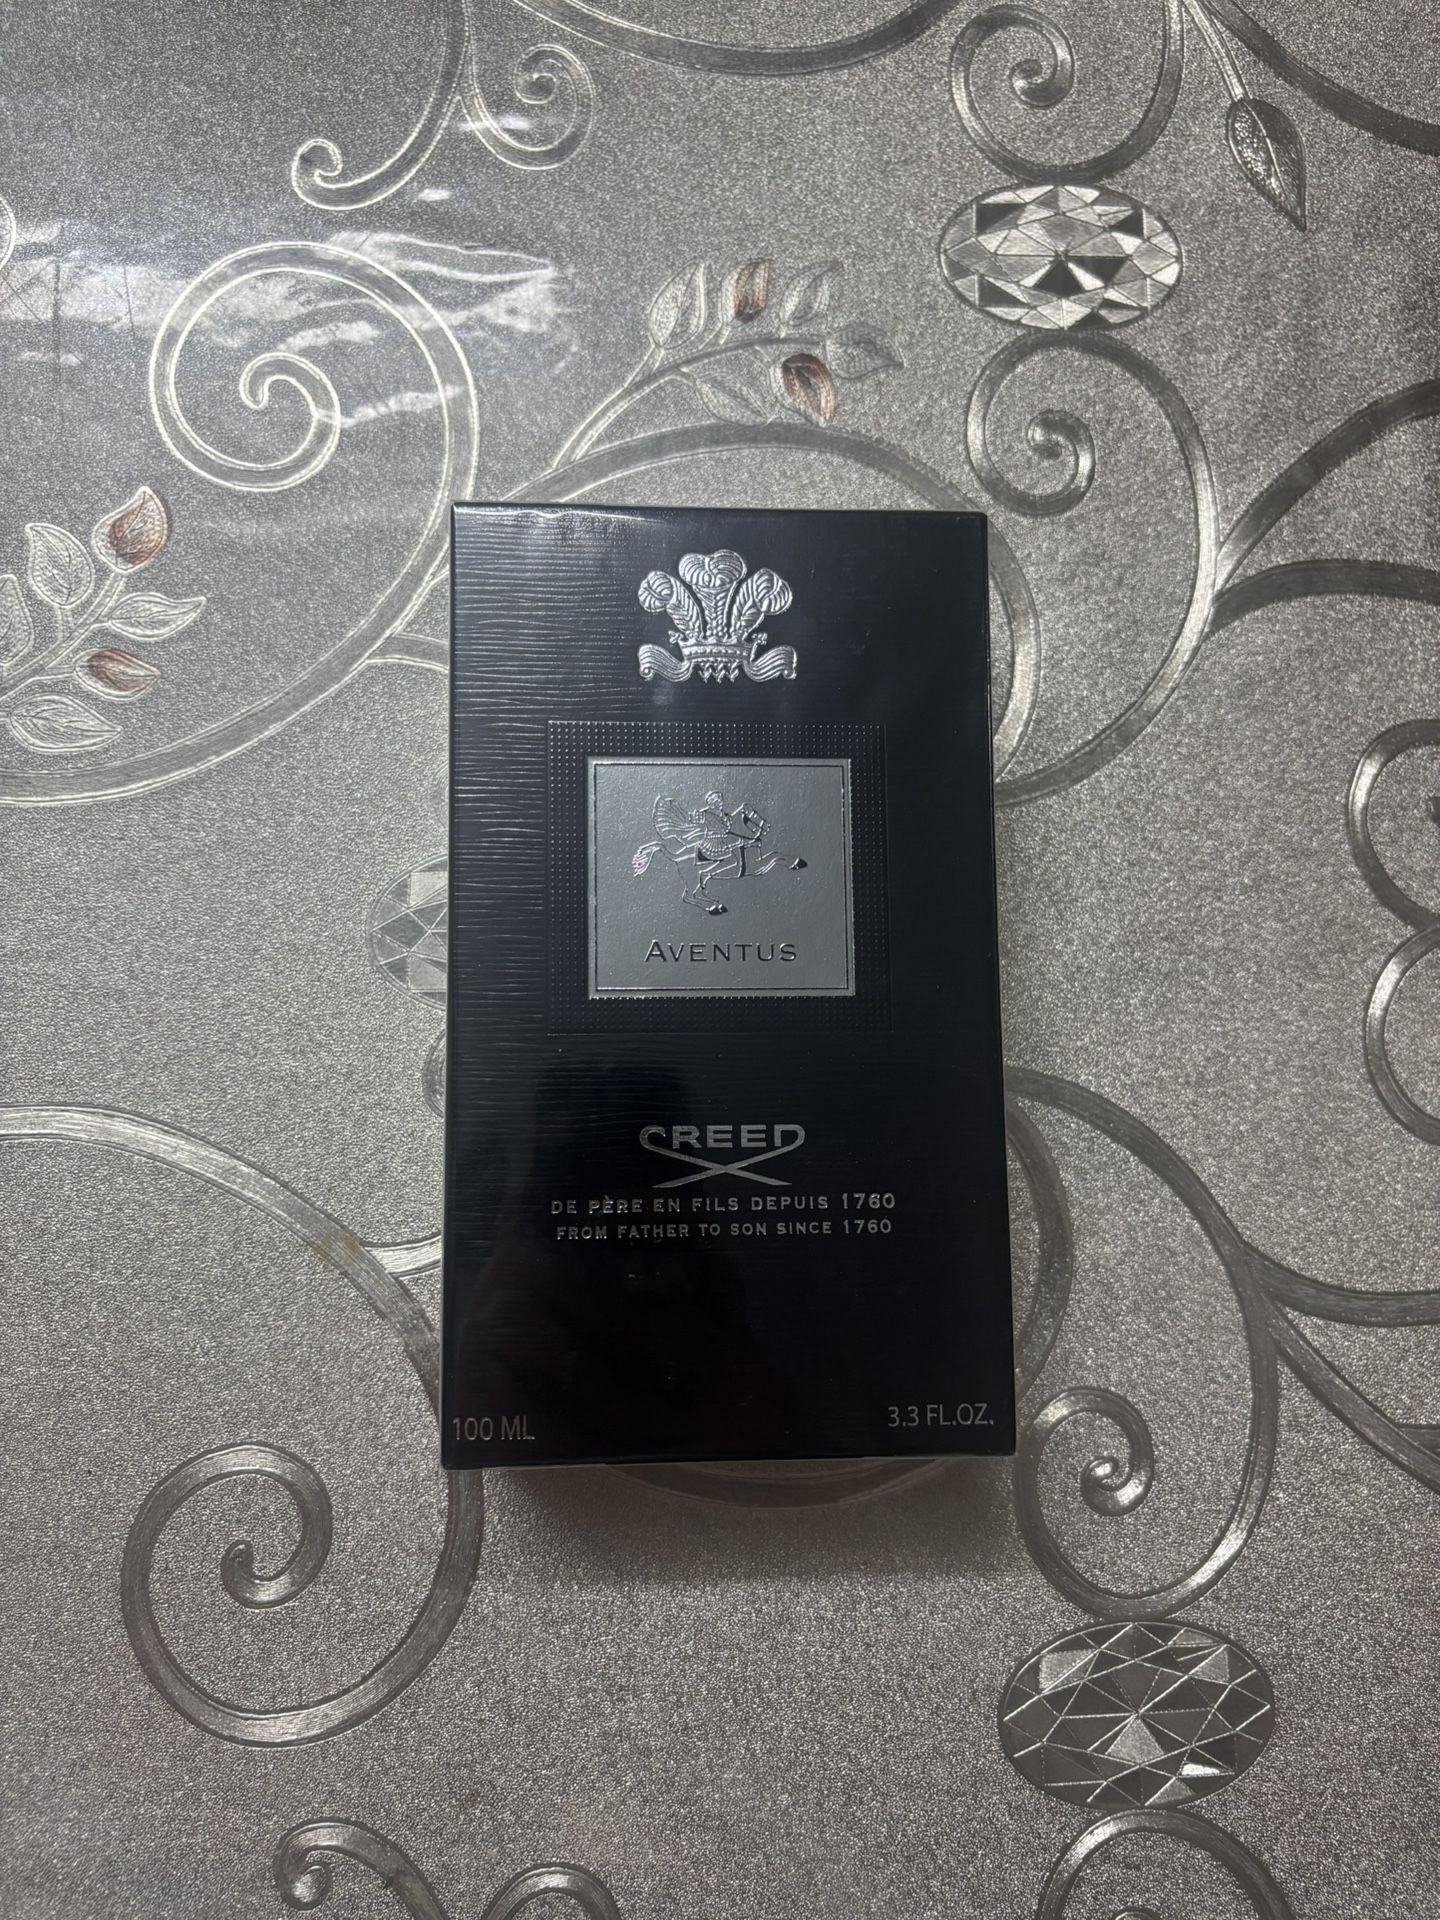 AVENTUS
CREED
DE PÈRE EN FILS DEPUIS 1760
FROM FATHER TO SON SINCE 1760
100 ML
3.3 FL.OZ.